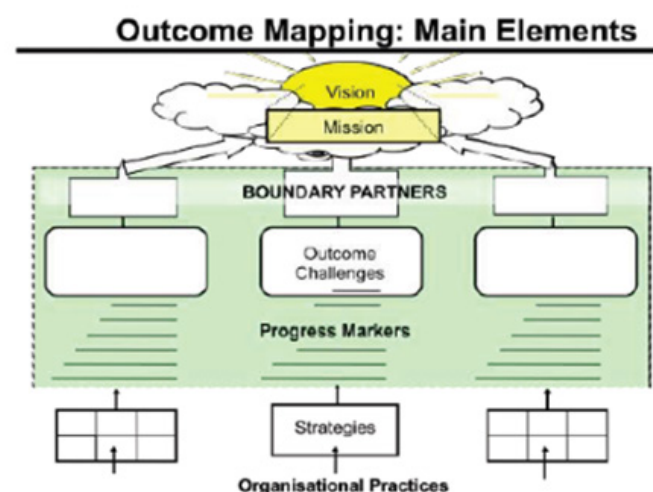 Outcome Mapping: Main Elements
Vision
Mission
BOUNDARY PARTNERS
Outcome
Challenges
Progress Markers
Strategies
Organisational Practices